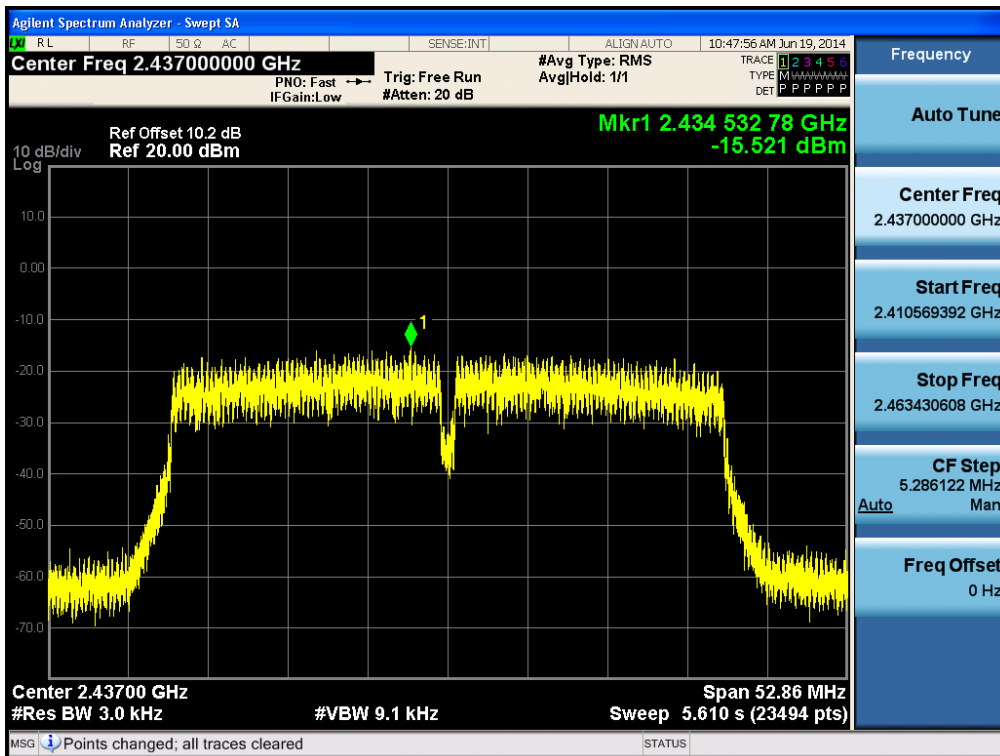 Agilent Spectrum Analyzer - Swept SA
LXI RL RF 50 Ω AC SENSE:INT ALIGN AUTO 10:47:56 AM Jun 19, 2014
Center Freq 2.437000000 GHz
PNO: Fast
IFGain:Low
Trig: Free Run
#Atten: 20 dB
#Avg Type: RMS
Avg|Hold: 1/1
TRACE 1 2 3 4 5 6
TYPE M
DET P P P P P P
Ref Offset 10.2 dB
10 dB/div Ref 20.00 dBm
Log
Mkr1 2.434 532 78 GHz
-15.521 dBm
10.0
0.00
-10.0
-20.0
-30.0
-40.0
-50.0
-60.0
-70.0
1
Center 2.43700 GHz Span 52.86 MHz
#Res BW 3.0 kHz #VBW 9.1 kHz Sweep 5.610 s (23494 pts)
MSG Points changed; all traces cleared STATUS
Frequency
Auto Tune
Center Freq
2.437000000 GHz
Start Freq
2.410569392 GHz
Stop Freq
2.463430608 GHz
CF Step
5.286122 MHz
Auto Man
Freq Offset
0 Hz